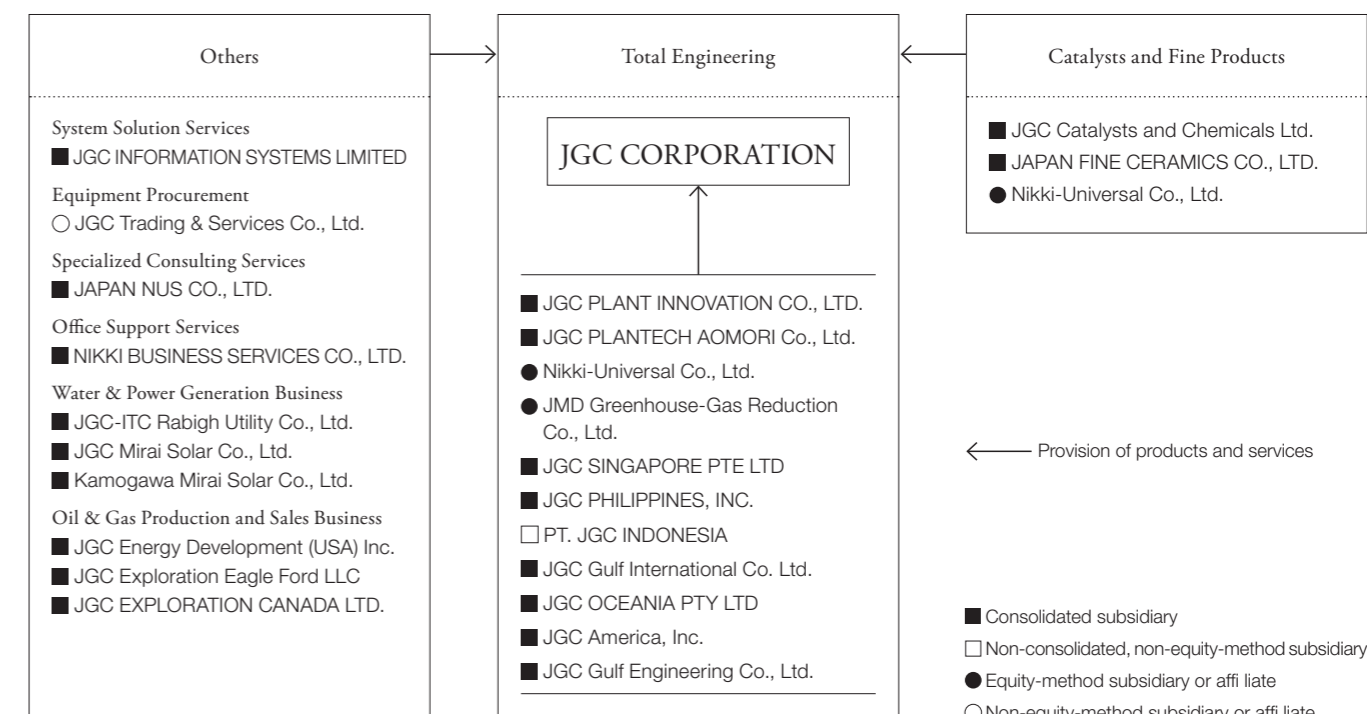 Others
System Solution Services
■ JGC INFORMATION SYSTEMS LIMITED
Equipment Procurement
○ JGC Trading & Services Co., Ltd.
Specialized Consulting Services
■ JAPAN NUS CO., LTD.
Office Support Services
■ NIKKI BUSINESS SERVICES CO., LTD.
Water & Power Generation Business
■ JGC-ITC Rabigh Utility Co., Ltd.
■ JGC Mirai Solar Co., Ltd.
■ Kamogawa Mirai Solar Co., Ltd.
Oil & Gas Production and Sales Business
■ JGC Energy Development (USA) Inc.
■ JGC Exploration Eagle Ford LLC
■ JGC EXPLORATION CANADA LTD.
Total Engineering
JGC CORPORATION
■ JGC PLANT INNOVATION CO., LTD.
■ JGC PLANTECH AOMORI Co., Ltd.
● Nikki-Universal Co., Ltd.
● JMD Greenhouse-Gas Reduction
Co., Ltd.
■ JGC SINGAPORE PTE LTD
■ JGC PHILIPPINES, INC.
□ PT. JGC INDONESIA
■ JGC Gulf International Co. Ltd.
■ JGC OCEANIA PTY LTD
■ JGC America, Inc.
■ JGC Gulf Engineering Co., Ltd.
Catalysts and Fine Products
■ JGC Catalysts and Chemicals Ltd.
■ JAPAN FINE CERAMICS CO., LTD.
● Nikki-Universal Co., Ltd.
Provision of products and services
■ Consolidated subsidiary
□ Non-consolidated, non-equity-method subsidiary
● Equity-method subsidiary or affi liate
○ Non-equity-method subsidiary or affi liate